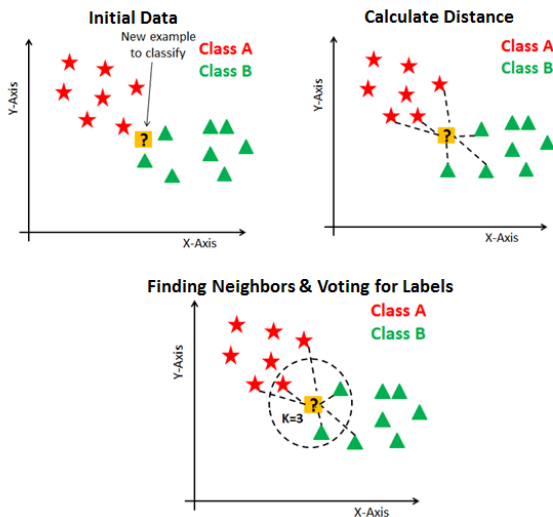 Initial Data
New example
to classify
Class A
Class B
?
Y-Axis
X-Axis
Calculate Distance
Class A
Class B
?
Y-Axis
X-Axis
Finding Neighbors & Voting for Labels
Class A
Class B
?
K=3
Y-Axis
X-Axis